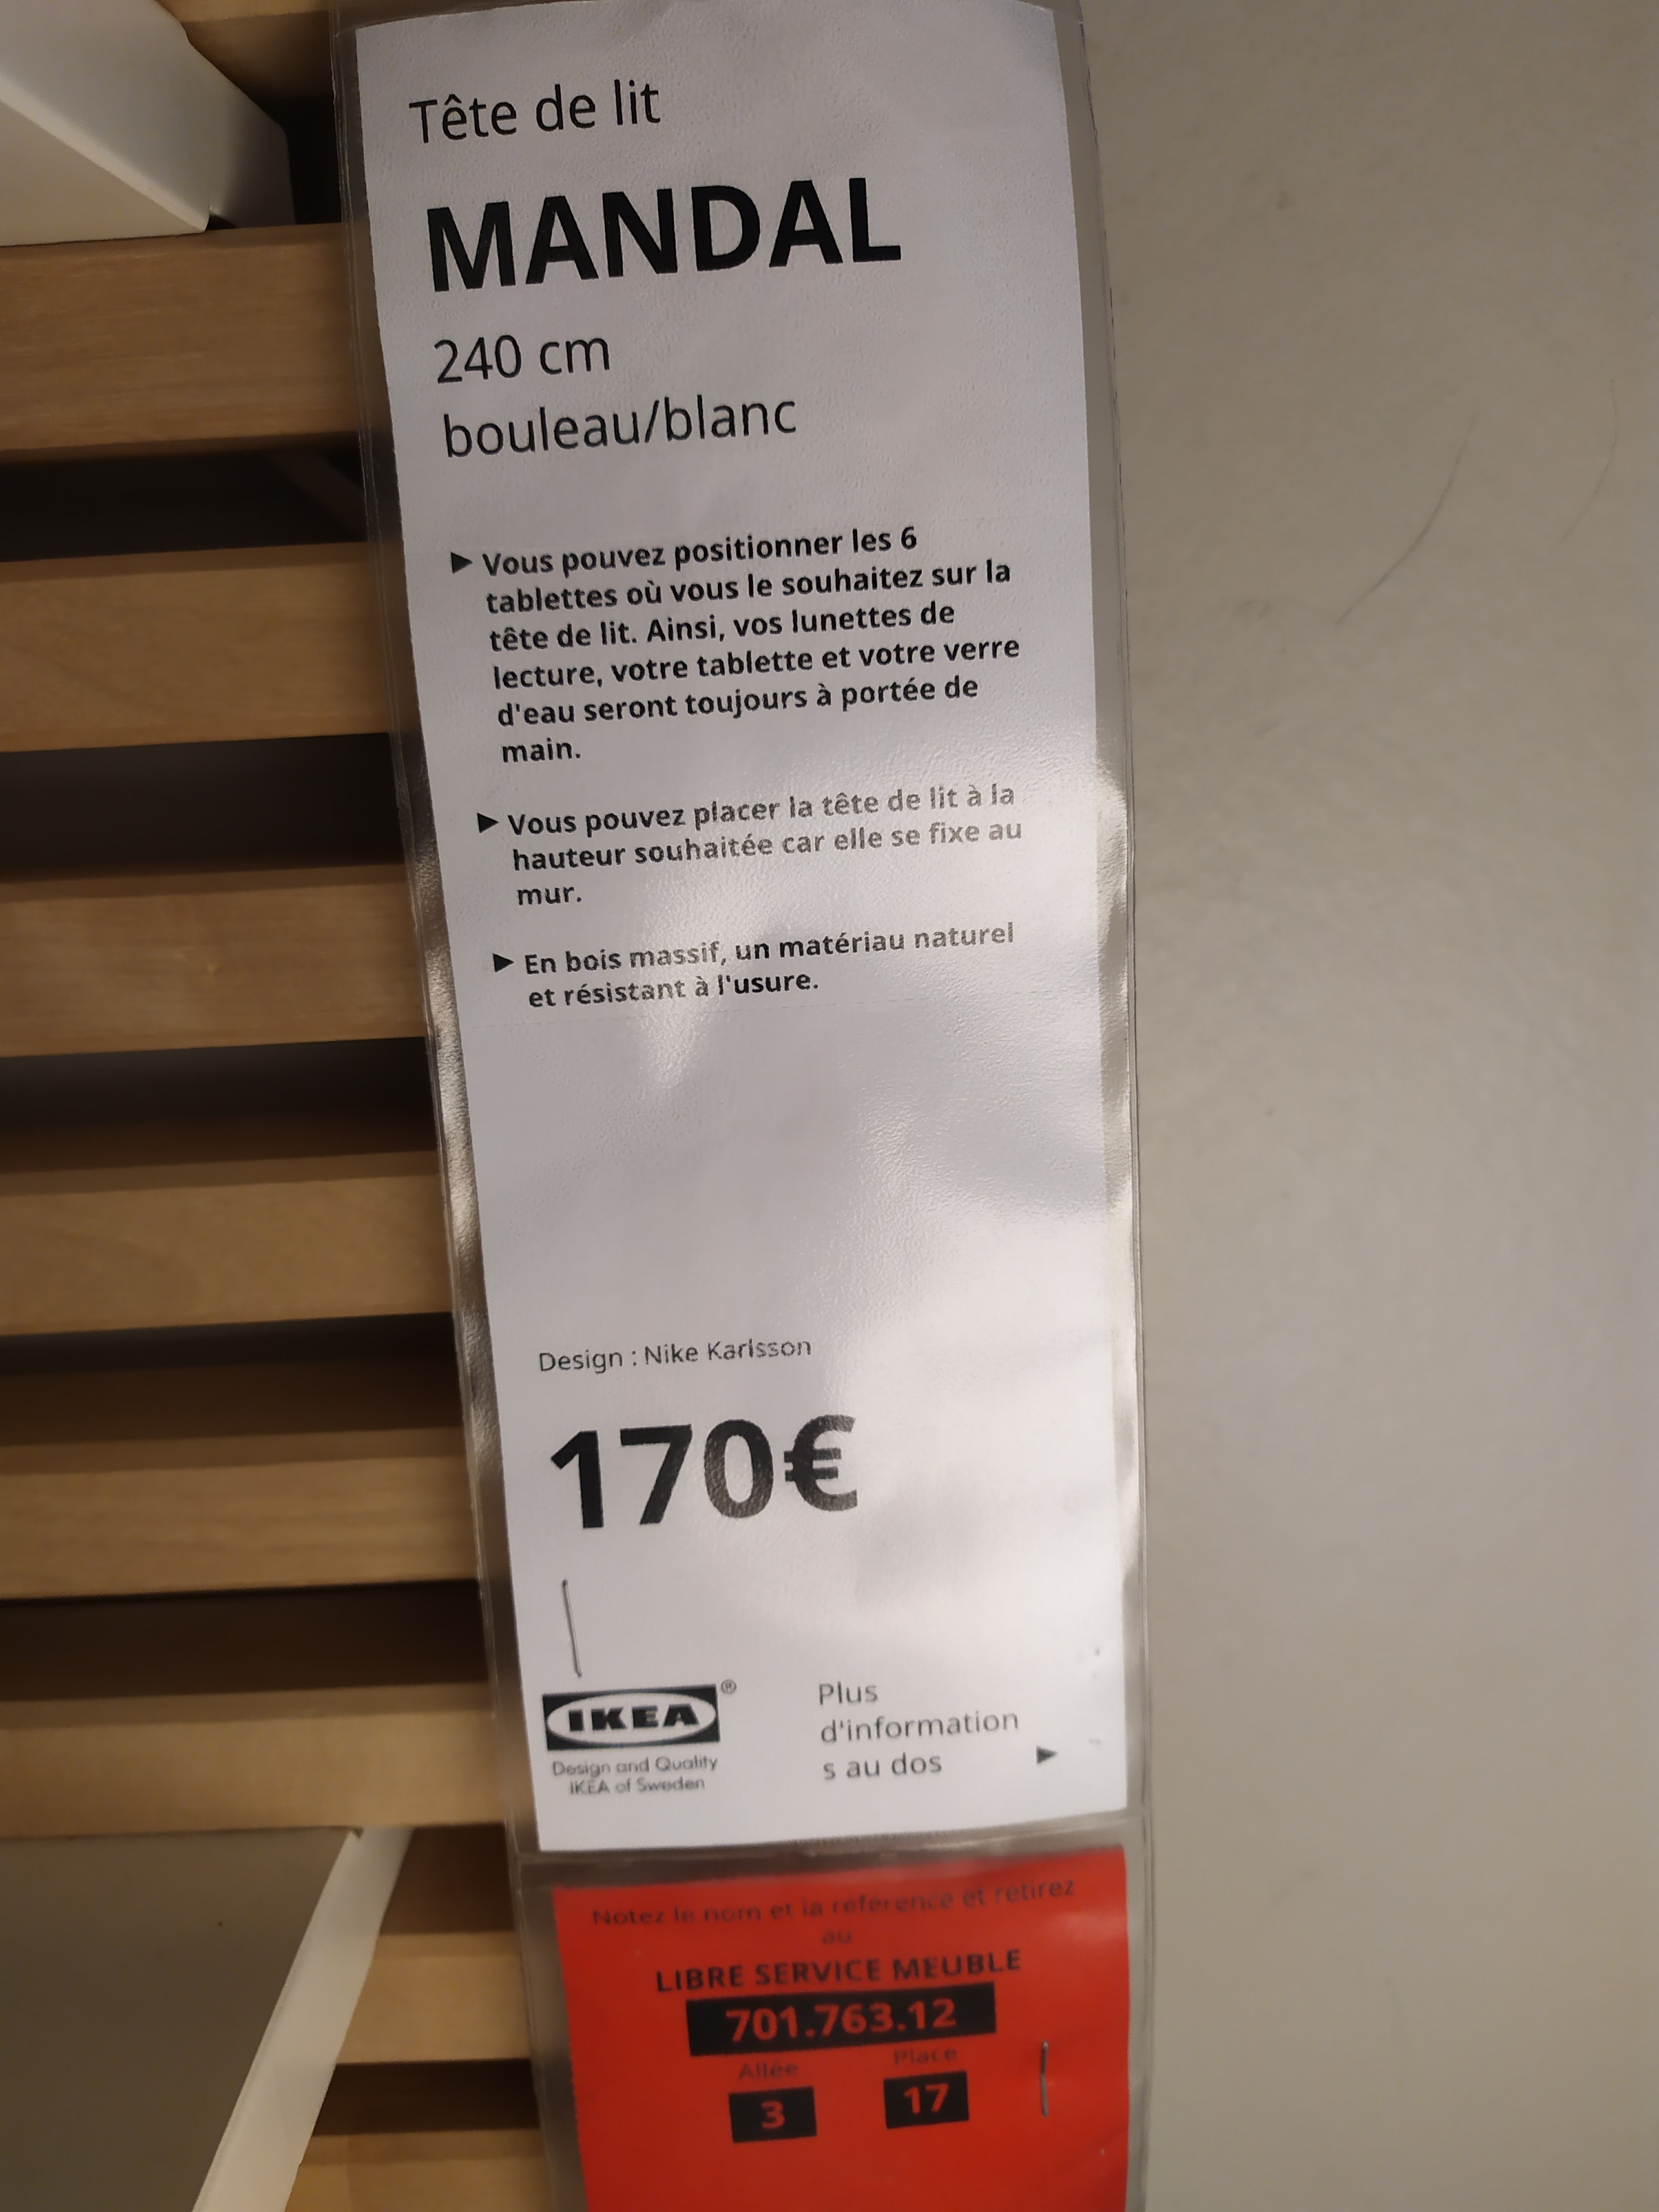 Tête de lit
MANDAL
240 cm
bouleau/blanc
► Vous pouvez positionner les 6
tablettes où vous le souhaitez sur la
tête de lit. Ainsi, vos lunettes de
lecture, votre tablette et votre verre
d'eau seront toujours à portée de
main.
► Vous pouvez placer la tête de lit à la
hauteur souhaitée car elle se fixe au
mur.
► En bois massif, un matériau naturel
et résistant à l'usure.
Design : Nike Karlsson
170€
IKEA®
Design and Quality
IKEA of Sweden
Plus
d'information
s au dos ►
Notez le nom et la référence et retirez
au
LIBRE SERVICE MEUBLE
701.763.12
Allée Place
3 17